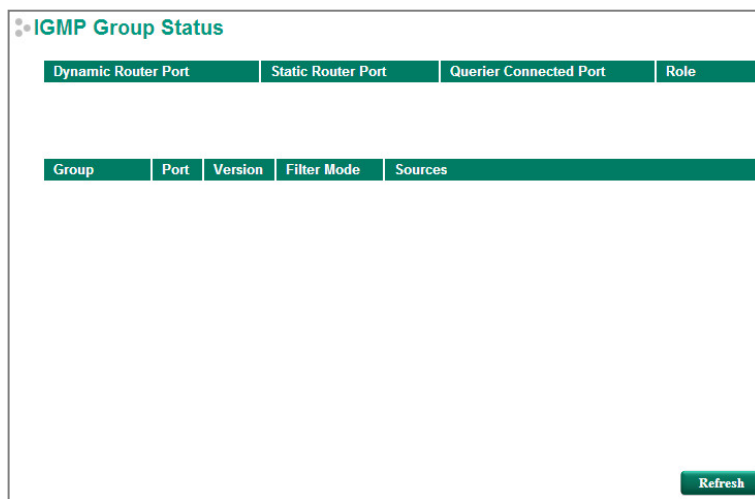 IGMP Group Status
Dynamic Router Port Static Router Port Querier Connected Port Role
Group Port Version Filter Mode Sources
Refresh